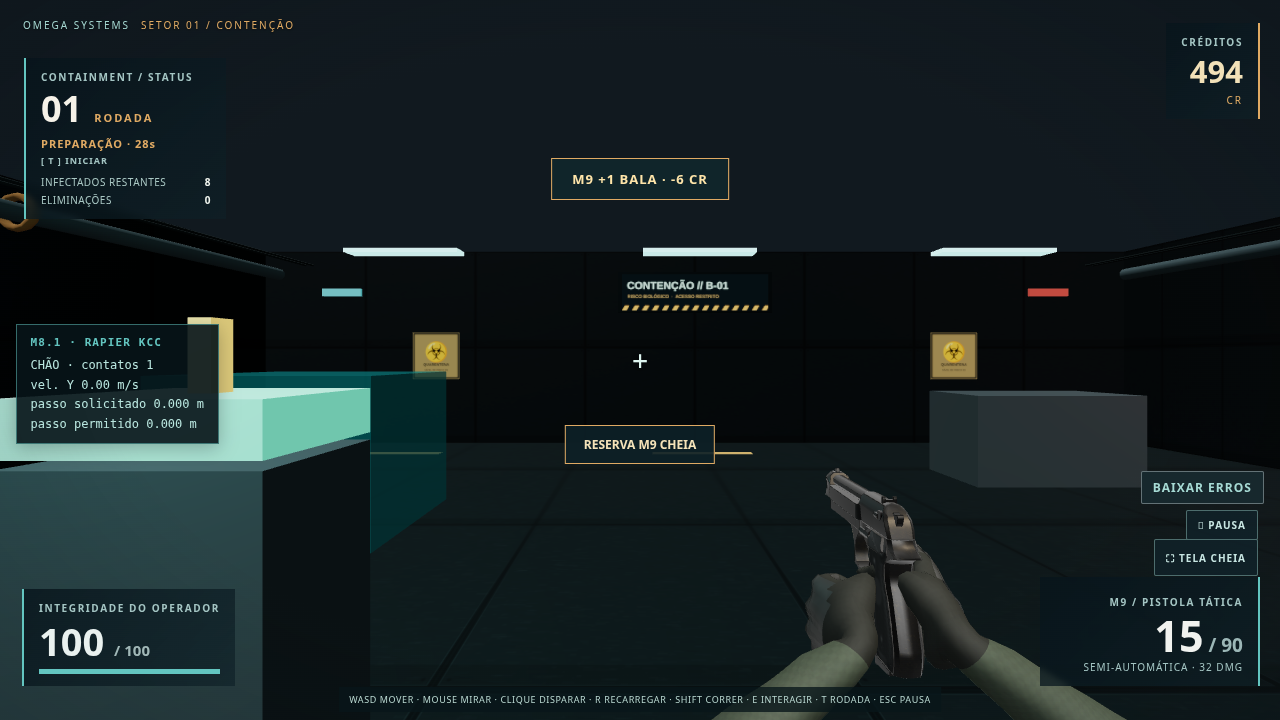 OMEGA SYSTEMS SETOR 01 / CONTENÇÃO
CONTAINMENT / STATUS
01 RODADA
PREPARAÇÃO · 28s
[ T ] INICIAR
INFECTADOS RESTANTES 8
ELIMINAÇÕES 0
CRÉDITOS
494
CR
M9 +1 BALA · -6 CR
CONTENÇÃO // B-01
RISCO BIOLÓGICO · ACESSO RESTRITO
M8.1 · RAPIER KCC
CHÃO · contatos 1
vel. Y 0.00 m/s
passo solicitado 0.000 m
passo permitido 0.000 m
RESERVA M9 CHEIA
BAIXAR ERROS
PAUSA
TELA CHEIA
INTEGRIDADE DO OPERADOR
100 / 100
M9 / PISTOLA TÁTICA
15 / 90
SEMI-AUTOMÁTICA · 32 DMG
WASD MOVER · MOUSE MIRAR · CLIQUE DISPARAR · R RECARREGAR · SHIFT CORRER · E INTERAGIR · T RODADA · ESC PAUSA